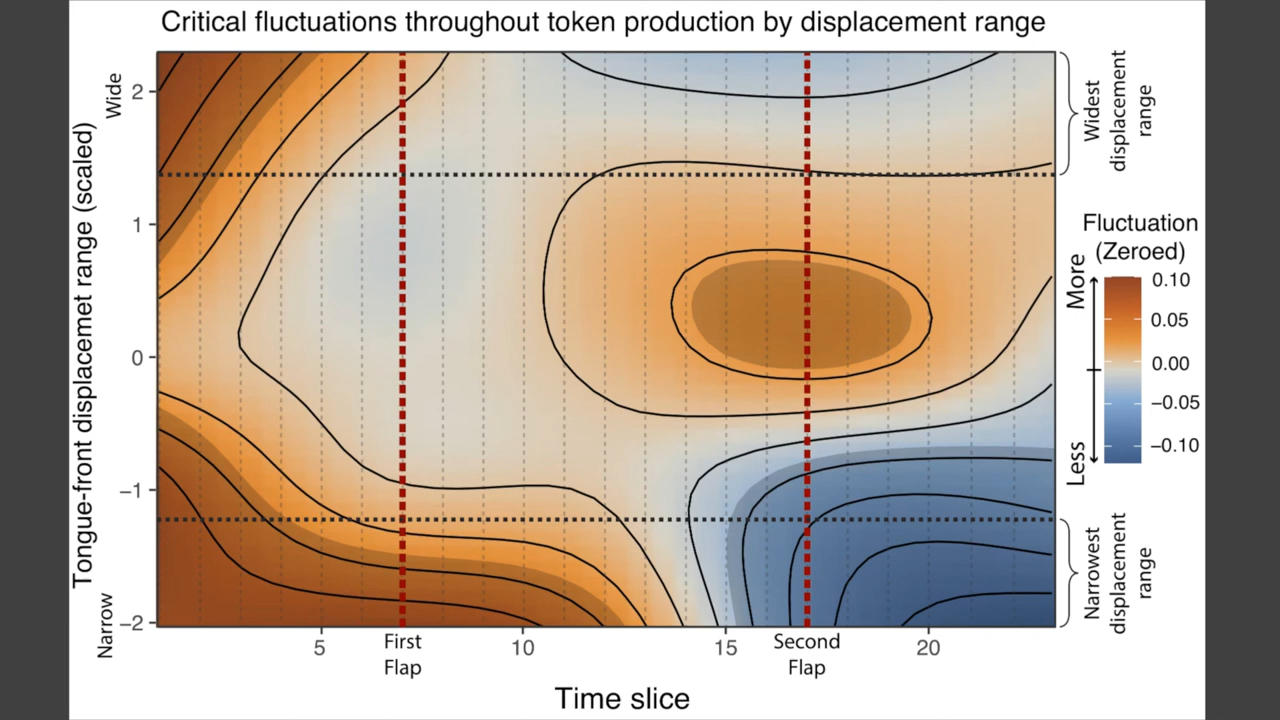 Critical fluctuations throughout token production by displacement range
Tongue-front displacemet range (scaled)
Wide
Narrow
2
1
0
−1
−2
5
10
15
20
First
Flap
Second
Flap
Time slice
Widest
displacement
range
Narrowest
displacement
range
Fluctuation
(Zeroed)
More
Less
0.10
0.05
0.00
−0.05
−0.10